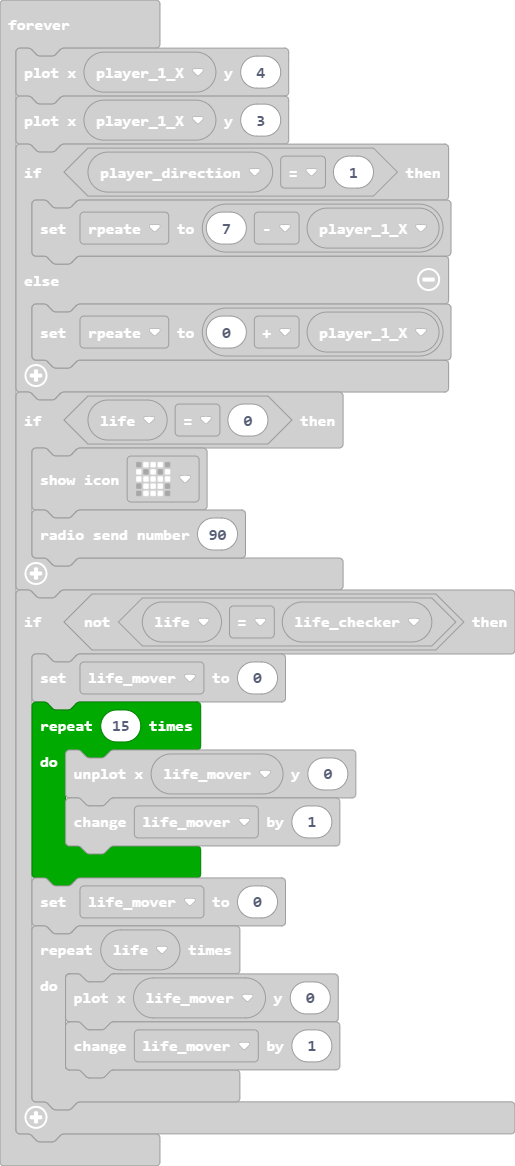 forever
plot x player_1_X y 4
plot x player_1_X y 3
if player_direction = 1 then
set rpeate to 7 - player_1_X
else
set rpeate to 0 + player_1_X
if life = 0 then
show icon
radio send number 90
if not life = life_checker then
set life_mover to 0
repeat 15 times
do
unplot x life_mover y 0
change life_mover by 1
set life_mover to 0
repeat life times
do
plot x life_mover y 0
change life_mover by 1